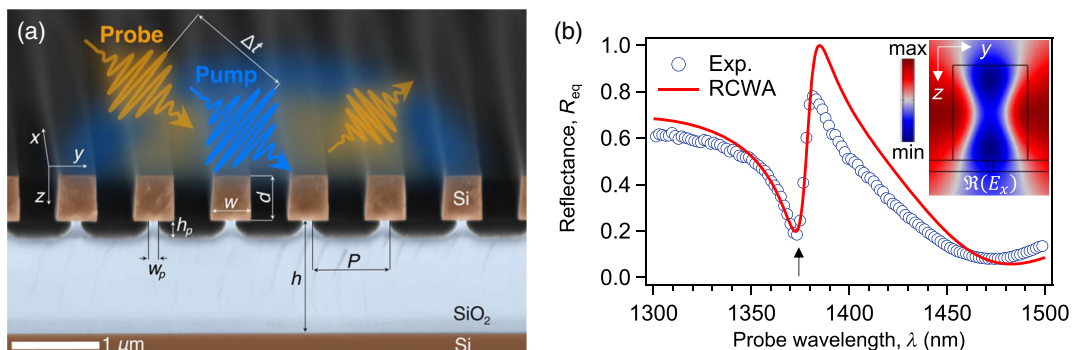 (a)
Probe
Δt
Pump
x
y
z
w
d
Si
h_p
w_p
h
P
SiO₂
1 μm
Si
(b)
1.0
0.8
0.6
0.4
0.2
0.0
Reflectance, R_eq
Exp.
RCWA
max
min
y
z
ℜ(E_x)
1300
1350
1400
1450
1500
Probe wavelength, λ (nm)